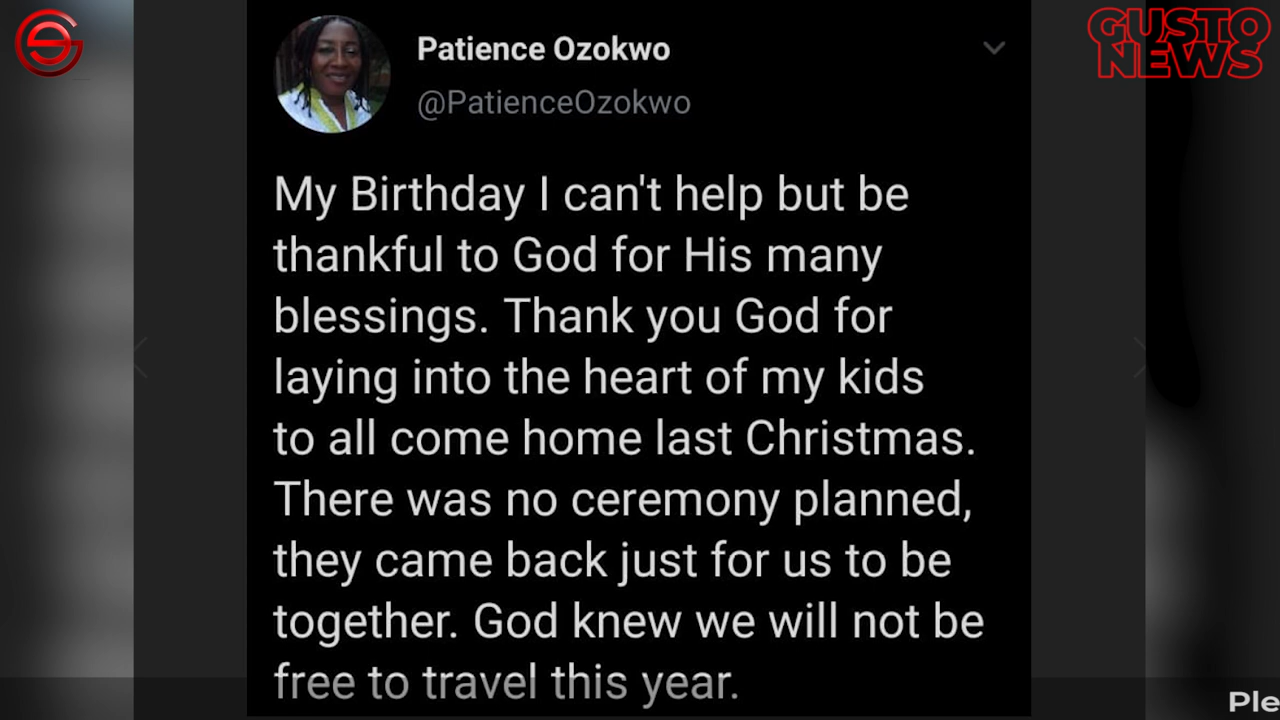 GUSTO
NEWS
Patience Ozokwo
@PatienceOzokwo
My Birthday I can't help but be
thankful to God for His many
blessings. Thank you God for
laying into the heart of my kids
to all come home last Christmas.
There was no ceremony planned,
they came back just for us to be
together. God knew we will not be
free to travel this year.
Ple